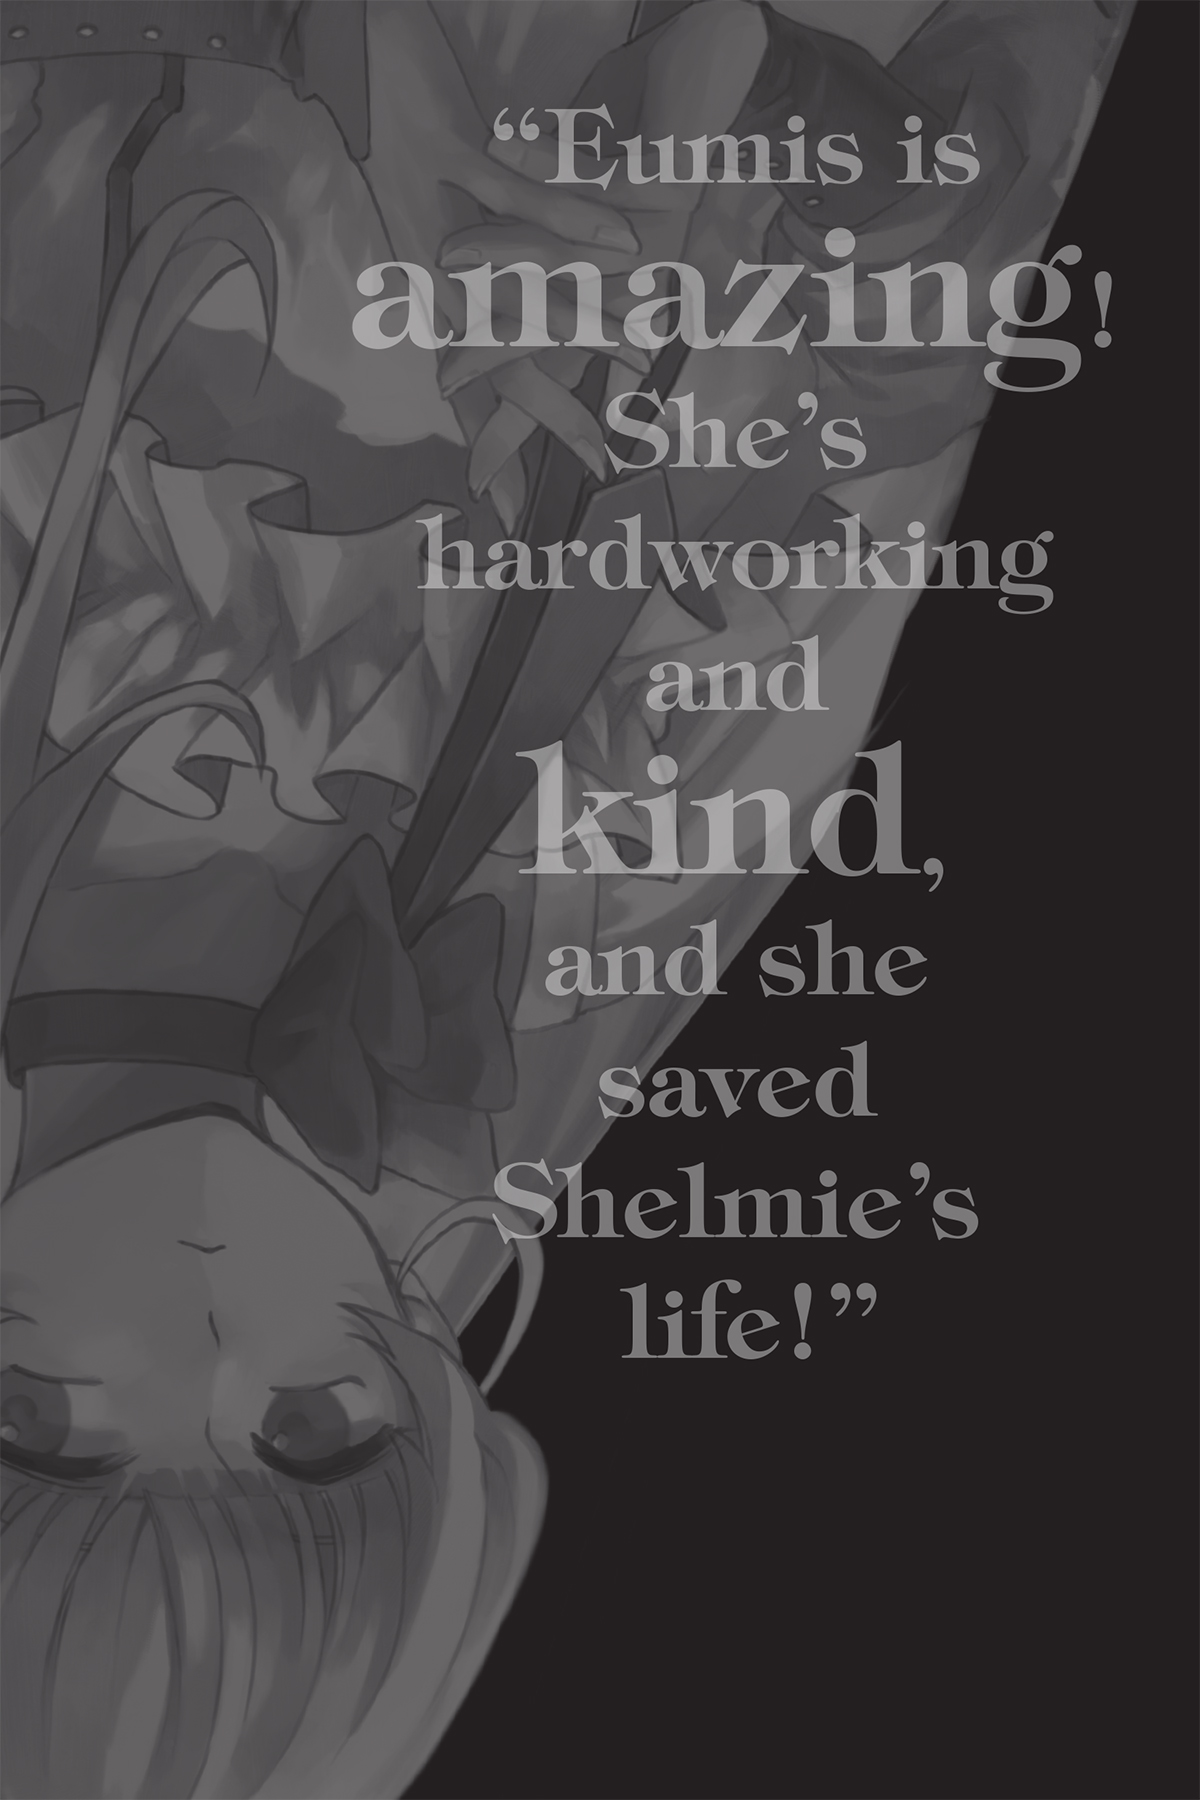 “Eumis is
amazing!
She’s
hardworking
and
kind,
and she
saved
Shelmie’s
life!”